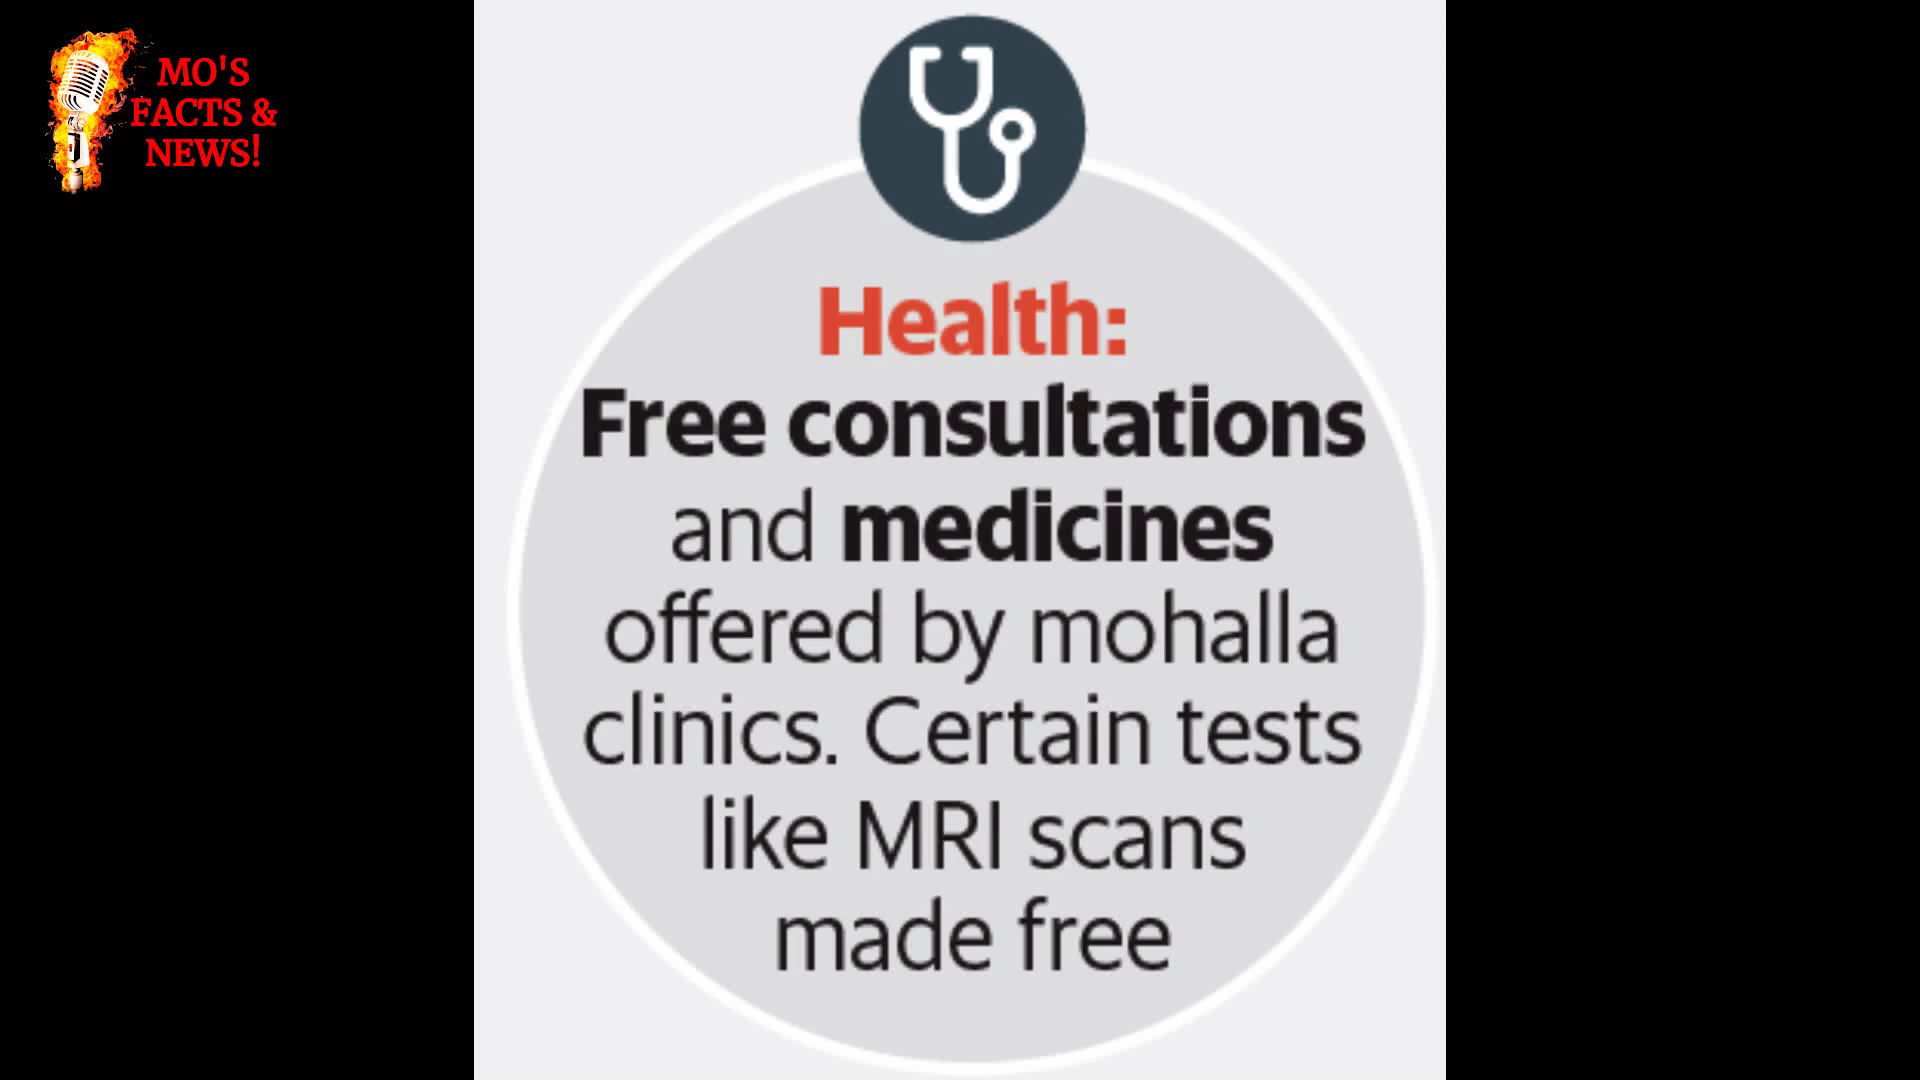 MO'S
FACTS &
NEWS!
Health:
Free consultations
and medicines
offered by mohalla
clinics. Certain tests
like MRI scans
made free